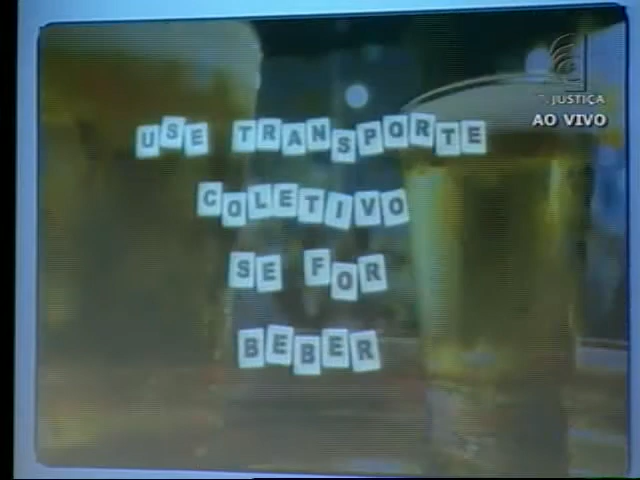 USE TRANSPORTE
COLETIVO
SE FOR
BEBER
JUSTIÇA
AO VIVO